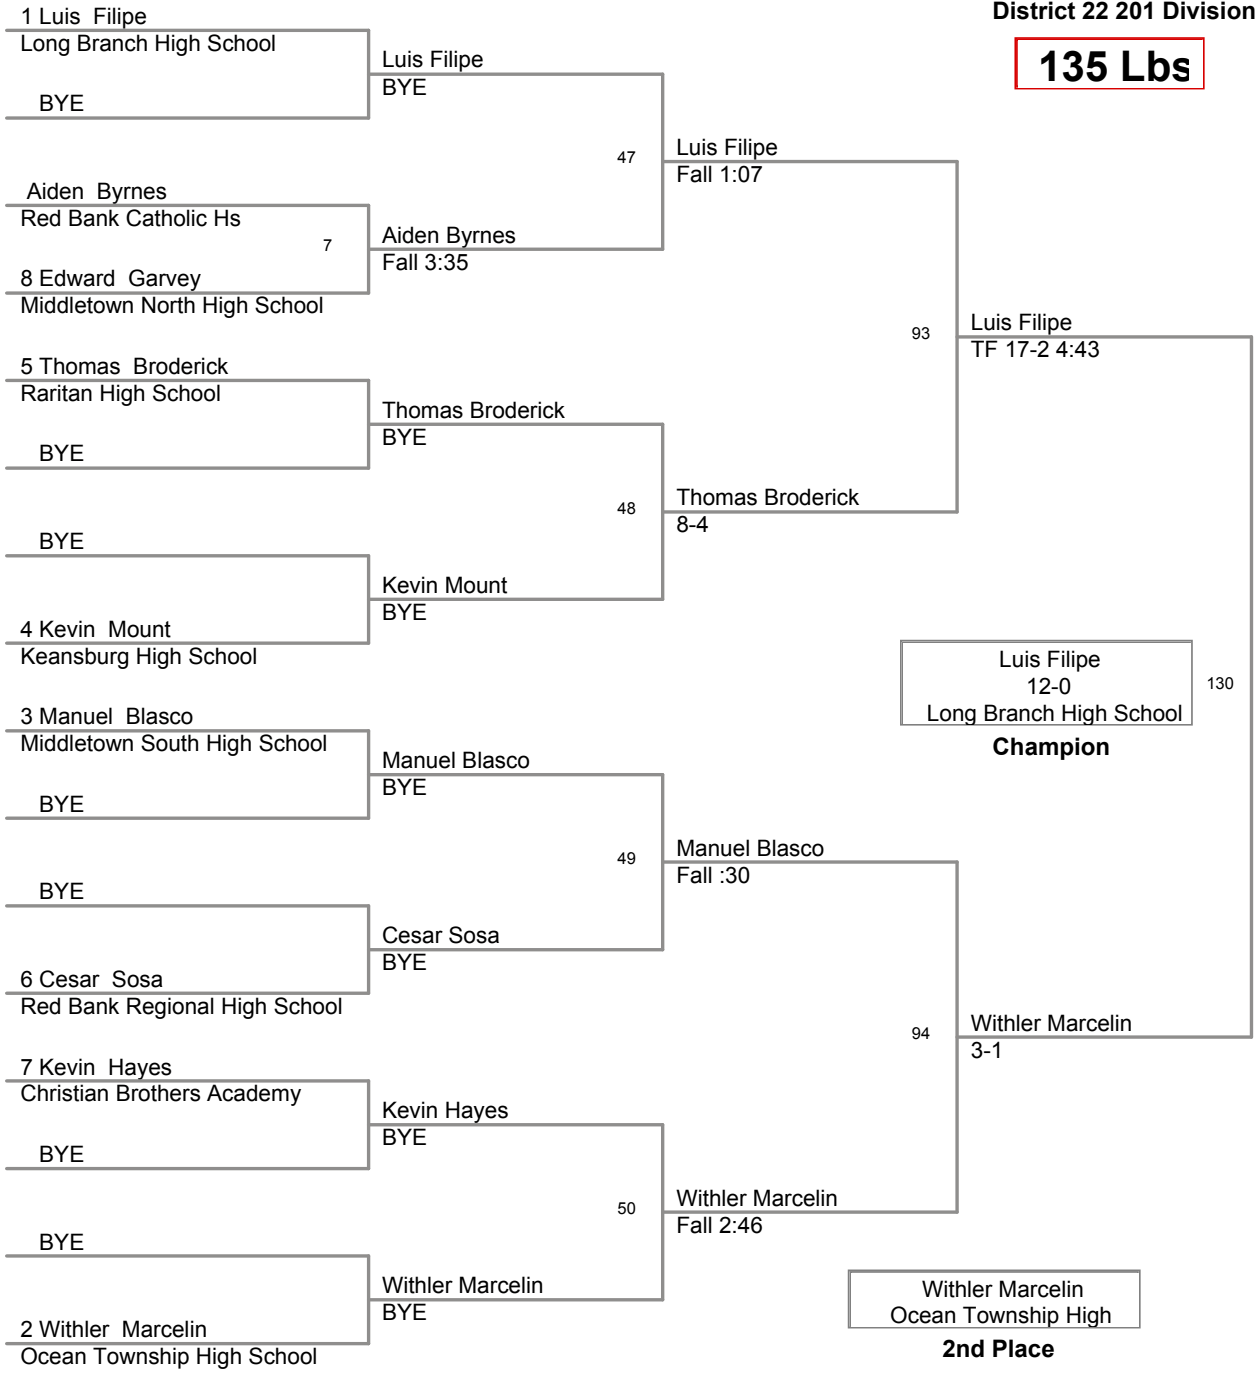 District 22 201 Division
135 Lbs
1 Luis Filipe
Long Branch High School
BYE
Aiden Byrnes
Red Bank Catholic Hs
7
8 Edward Garvey
Middletown North High School
5 Thomas Broderick
Raritan High School
BYE
BYE
4 Kevin Mount
Keansburg High School
3 Manuel Blasco
Middletown South High School
BYE
BYE
6 Cesar Sosa
Red Bank Regional High School
7 Kevin Hayes
Christian Brothers Academy
BYE
BYE
2 Withler Marcelin
Ocean Township High School
Luis Filipe
BYE
47
Aiden Byrnes
Fall 3:35
Thomas Broderick
BYE
48
Kevin Mount
BYE
Manuel Blasco
BYE
49
Cesar Sosa
BYE
Kevin Hayes
BYE
50
Withler Marcelin
BYE
Luis Filipe
Fall 1:07
93
Thomas Broderick
8-4
Manuel Blasco
Fall :30
94
Withler Marcelin
Fall 2:46
Luis Filipe
TF 17-2 4:43
Withler Marcelin
3-1
130
Luis Filipe
12-0
Long Branch High School
Champion
Withler Marcelin
Ocean Township High
2nd Place